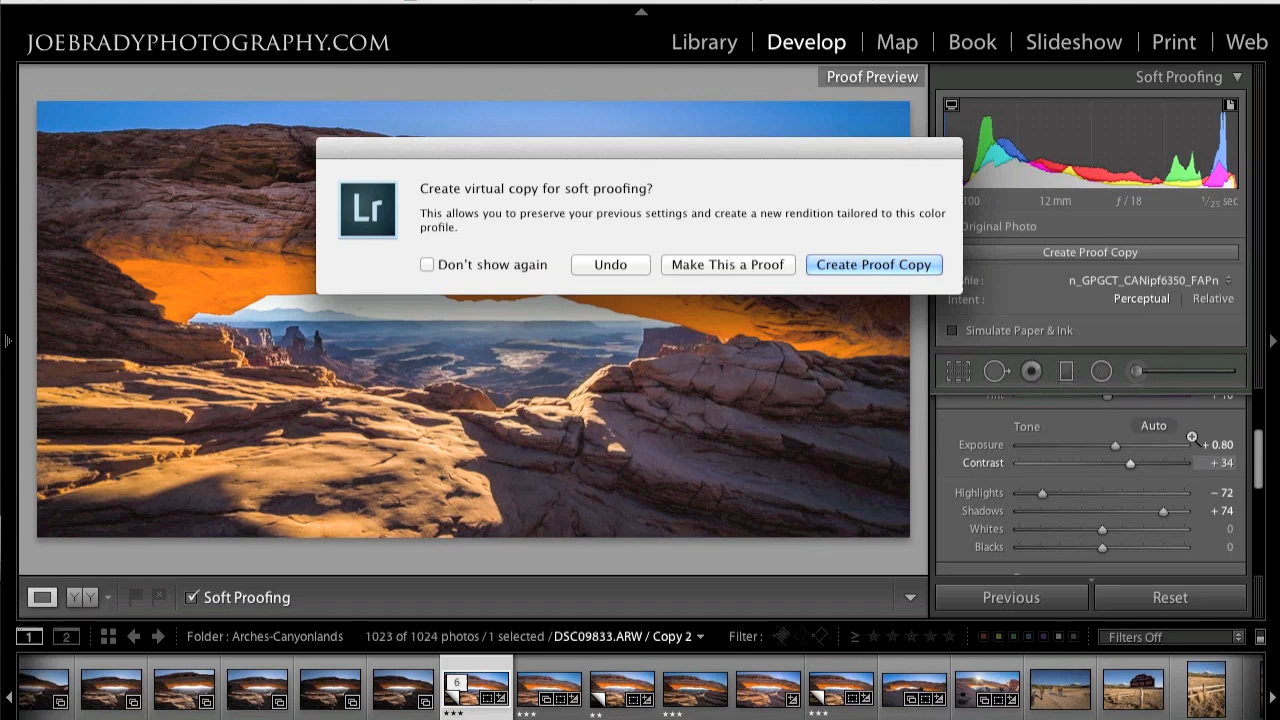 JOEBRADYPHOTOGRAPHY.COM
Library | Develop | Map | Book | Slideshow | Print | Web
Proof Preview
Soft Proofing
Create virtual copy for soft proofing?
This allows you to preserve your previous settings and create a new rendition tailored to this color
profile.
Lr
Don't show again
Undo
Make This a Proof
Create Proof Copy
100 12 mm ƒ / 18 1/25 sec
Original Photo
Create Proof Copy
n_GPGCT_CANipf6350_FAPn
Intent : Perceptual | Relative
Simulate Paper & Ink
Tone Auto
Exposure + 0.80
Contrast + 34
Highlights − 72
Shadows + 74
Whites 0
Blacks 0
Previous Reset
Y Y Soft Proofing
1 2 Folder : Arches-Canyonlands 1023 of 1024 photos / 1 selected / DSC09833.ARW / Copy 2 Filter : ≥ Filters Off
6